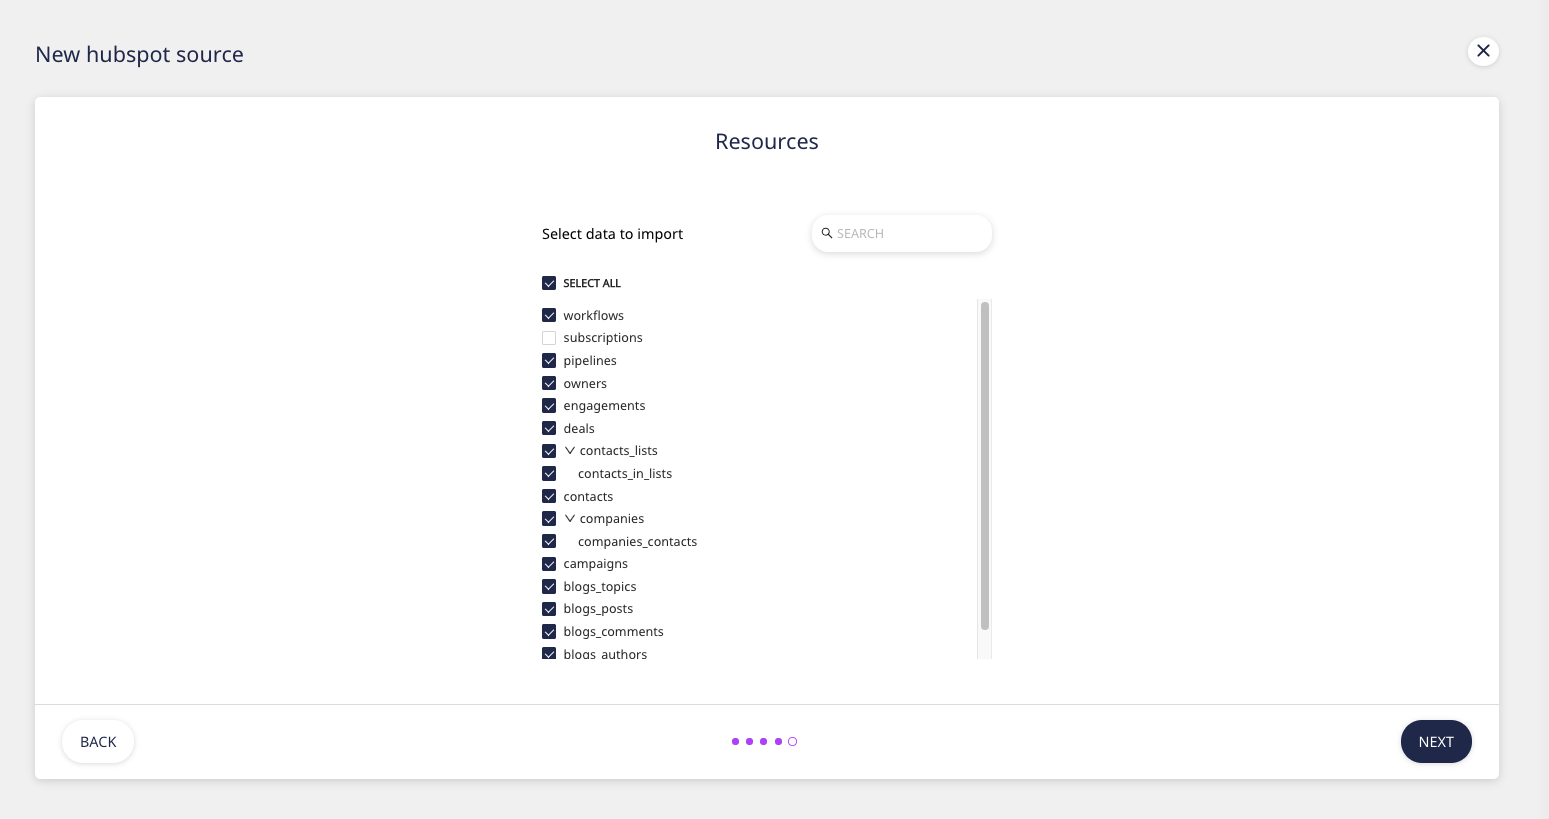 New hubspot source
Resources
Select data to import
SEARCH
SELECT ALL
workflows
subscriptions
pipelines
owners
engagements
deals
contacts_lists
contacts_in_lists
contacts
companies
companies_contacts
campaigns
blogs_topics
blogs_posts
blogs_comments
blogs_authors
BACK
NEXT